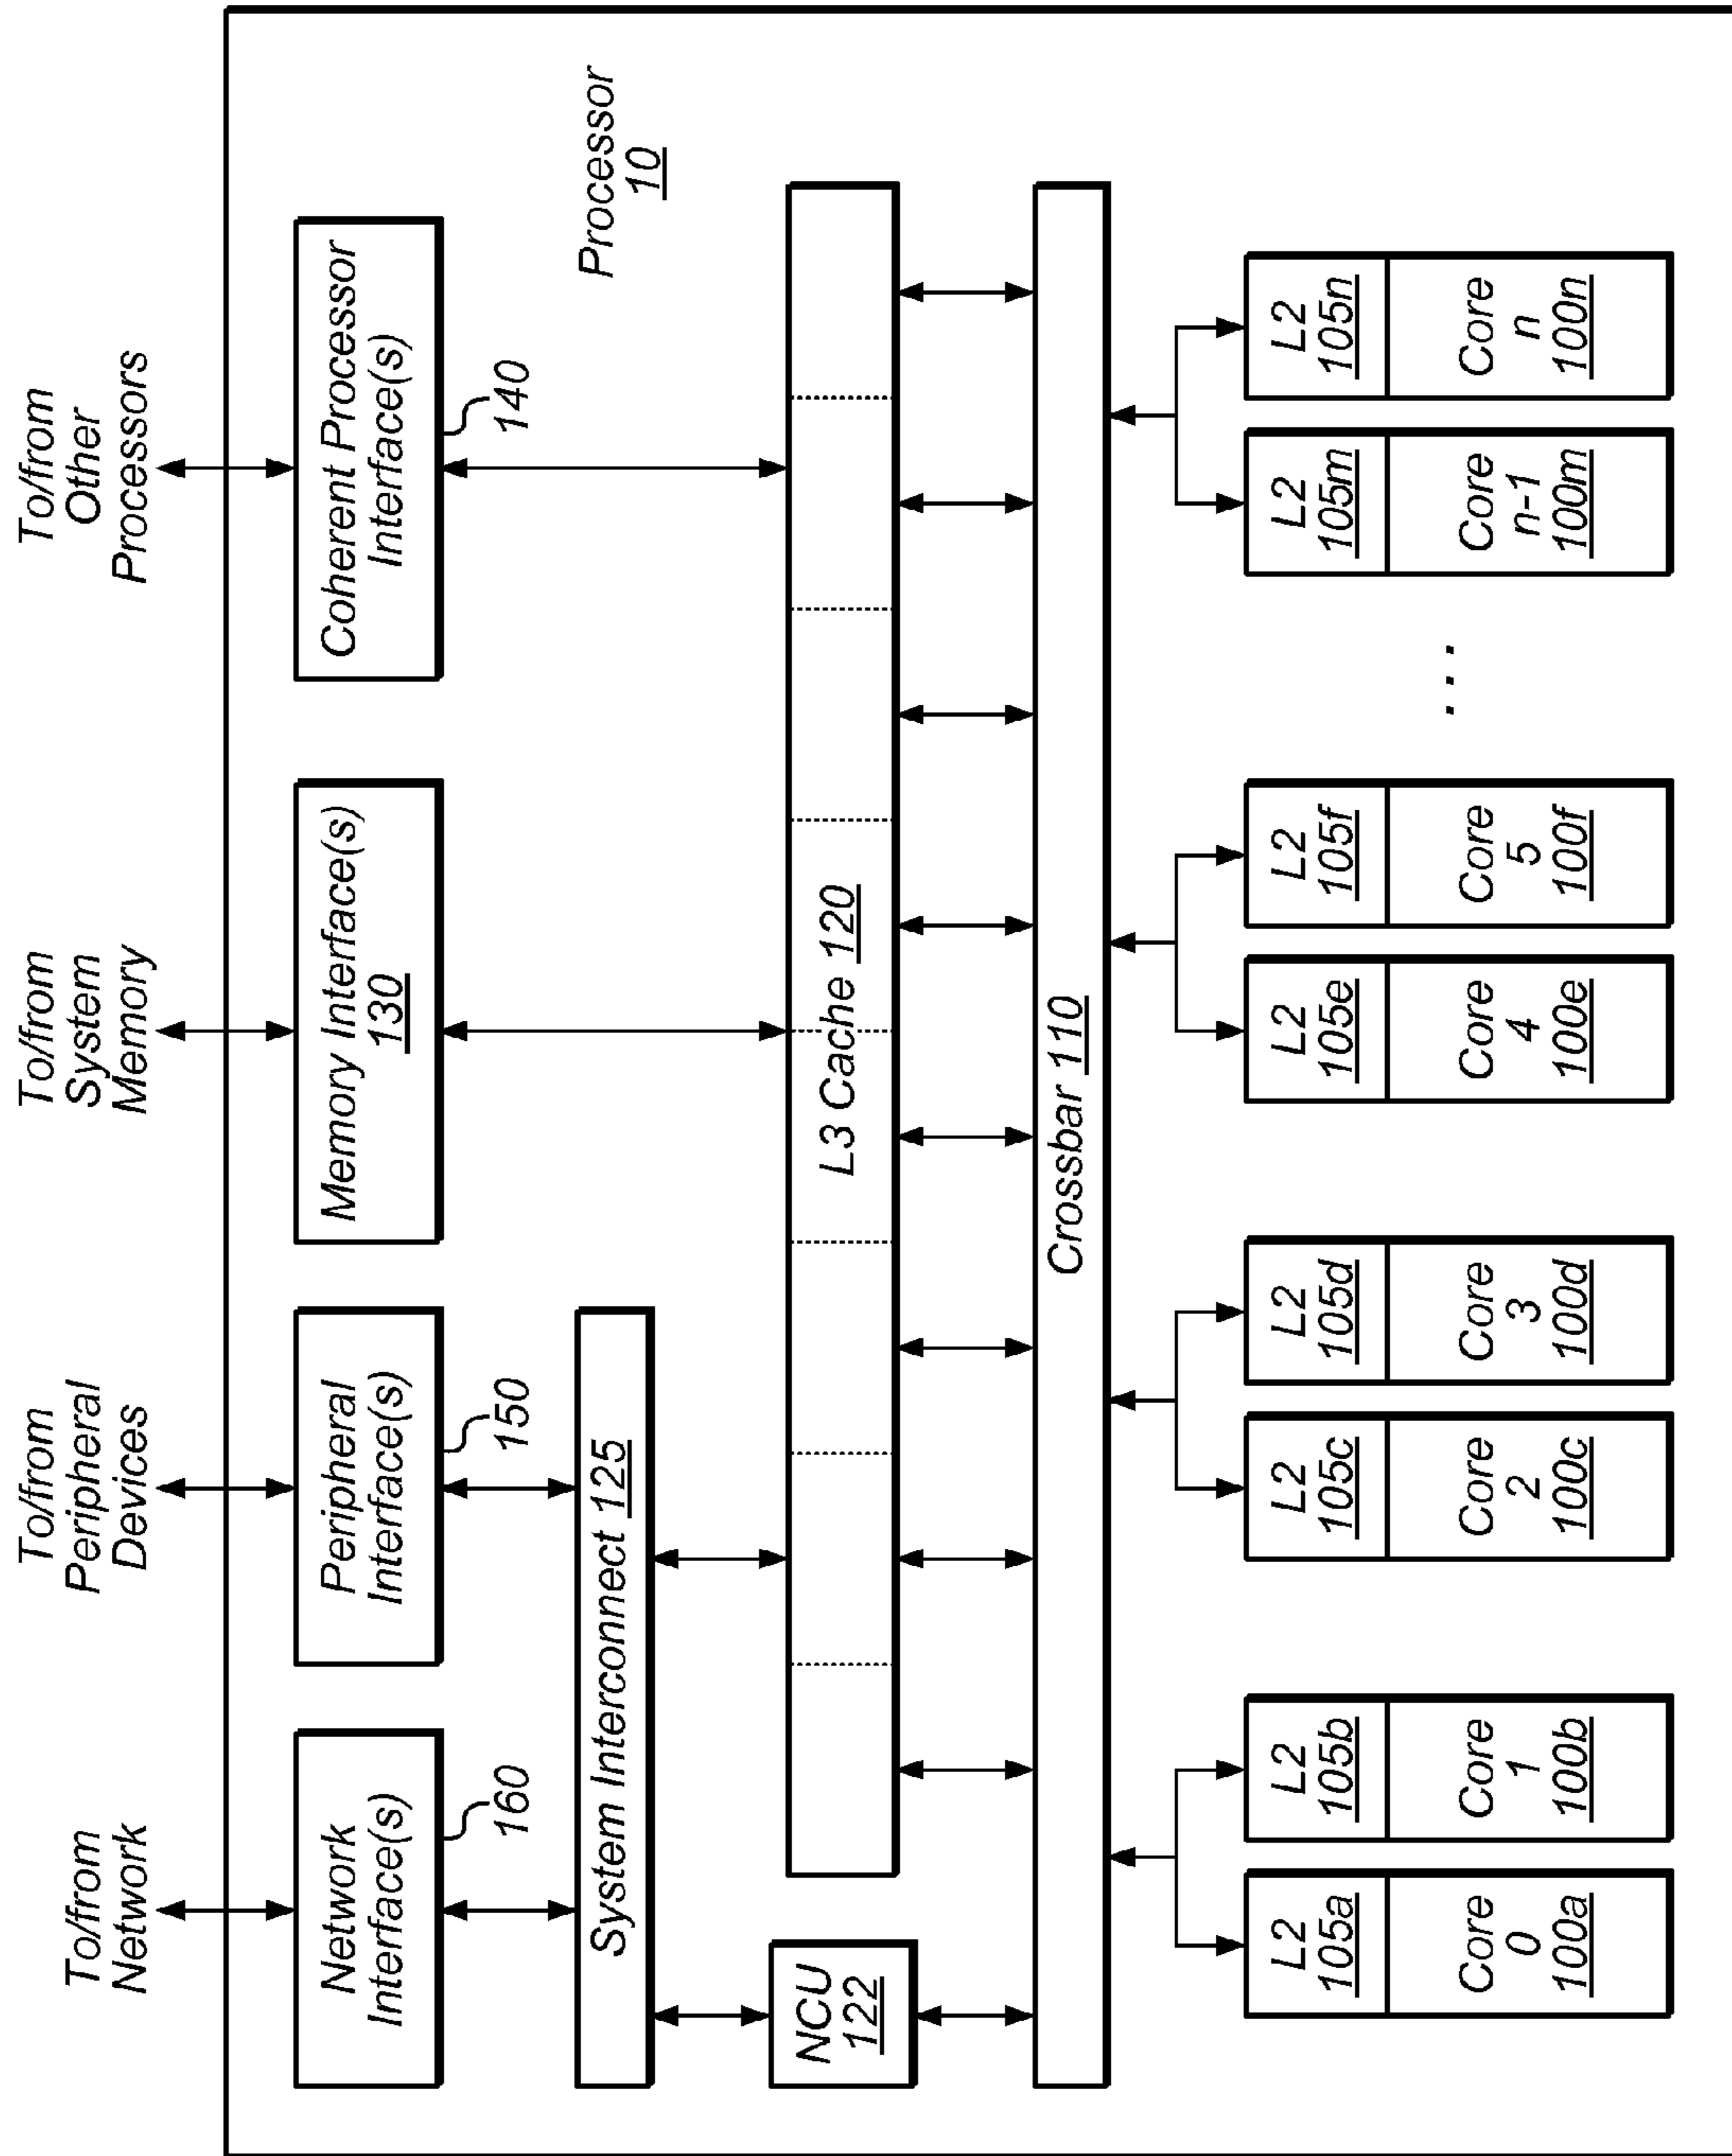 To/from
Network
To/from
Peripheral
Devices
To/from
System
Memory
To/from
Other
Processors
Network
Interface(s)
160
Peripheral
Interface(s)
150
Memory Interface(s)
130
Coherent Processor
Interface(s)
140
Processor
10
System Interconnect 125
NCU
122
L3 Cache 120
Crossbar 110
L2
105a
Core
0
100a
L2
105b
Core
1
100b
L2
105c
Core
2
100c
L2
105d
Core
3
100d
L2
105e
Core
4
100e
L2
105f
Core
5
100f
...
L2
105m
Core
n-1
100m
L2
105n
Core
n
100n